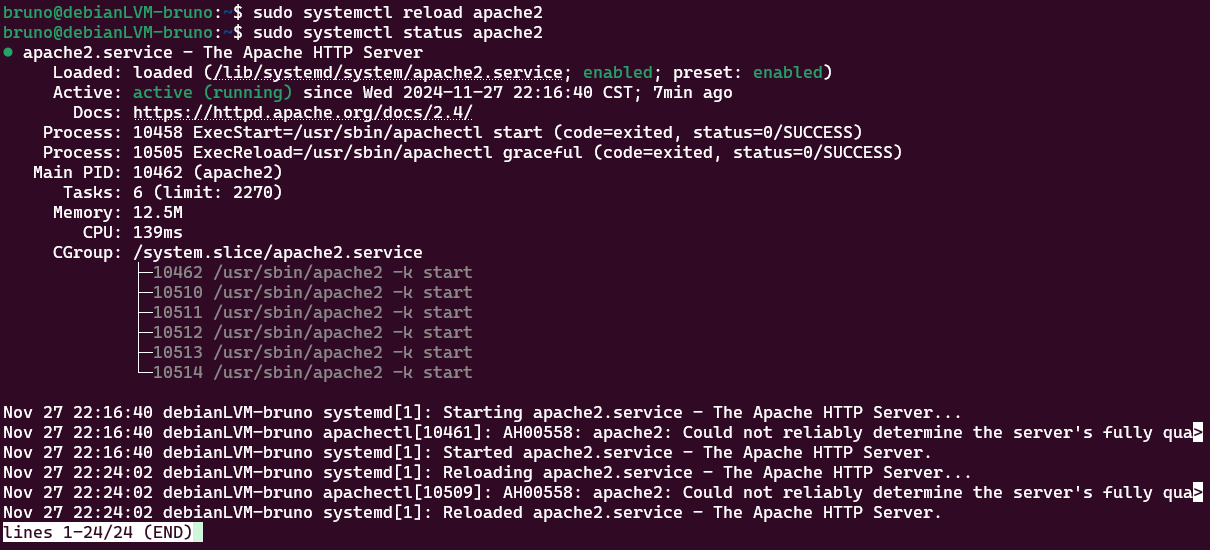 bruno@debianLVM-bruno:~$ sudo systemctl reload apache2
bruno@debianLVM-bruno:~$ sudo systemctl status apache2
● apache2.service - The Apache HTTP Server
     Loaded: loaded (/lib/systemd/system/apache2.service; enabled; preset: enabled)
     Active: active (running) since Wed 2024-11-27 22:16:40 CST; 7min ago
       Docs: https://httpd.apache.org/docs/2.4/
    Process: 10458 ExecStart=/usr/sbin/apachectl start (code=exited, status=0/SUCCESS)
    Process: 10505 ExecReload=/usr/sbin/apachectl graceful (code=exited, status=0/SUCCESS)
   Main PID: 10462 (apache2)
      Tasks: 6 (limit: 2270)
     Memory: 12.5M
        CPU: 139ms
     CGroup: /system.slice/apache2.service
             ├─10462 /usr/sbin/apache2 -k start
             ├─10510 /usr/sbin/apache2 -k start
             ├─10511 /usr/sbin/apache2 -k start
             ├─10512 /usr/sbin/apache2 -k start
             ├─10513 /usr/sbin/apache2 -k start
             └─10514 /usr/sbin/apache2 -k start

Nov 27 22:16:40 debianLVM-bruno systemd[1]: Starting apache2.service - The Apache HTTP Server...
Nov 27 22:16:40 debianLVM-bruno apachectl[10461]: AH00558: apache2: Could not reliably determine the server's fully qua>
Nov 27 22:16:40 debianLVM-bruno systemd[1]: Started apache2.service - The Apache HTTP Server.
Nov 27 22:24:02 debianLVM-bruno systemd[1]: Reloading apache2.service - The Apache HTTP Server...
Nov 27 22:24:02 debianLVM-bruno apachectl[10509]: AH00558: apache2: Could not reliably determine the server's fully qua>
Nov 27 22:24:02 debianLVM-bruno systemd[1]: Reloaded apache2.service - The Apache HTTP Server.
lines 1-24/24 (END)